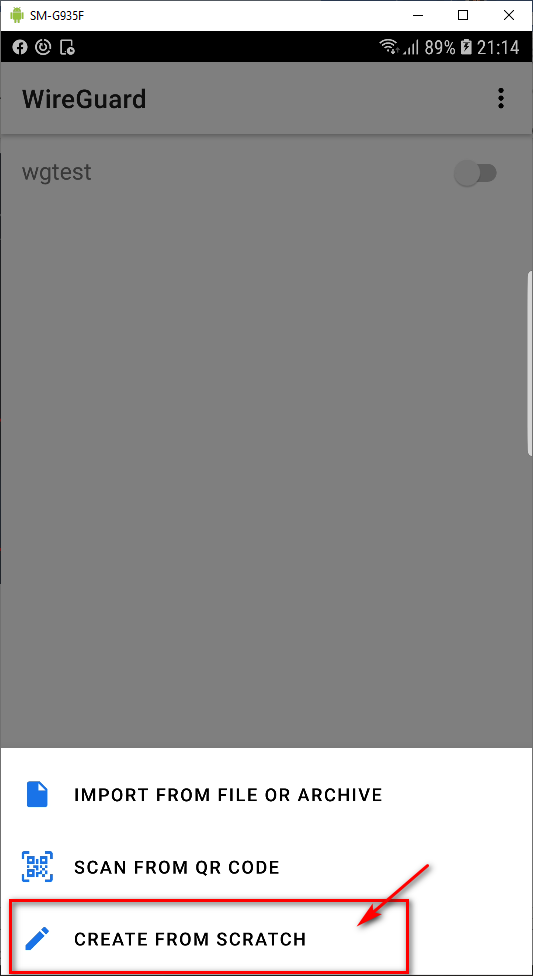 SM-G935F
89% 21:14
WireGuard
wgtest
IMPORT FROM FILE OR ARCHIVE
SCAN FROM QR CODE
CREATE FROM SCRATCH